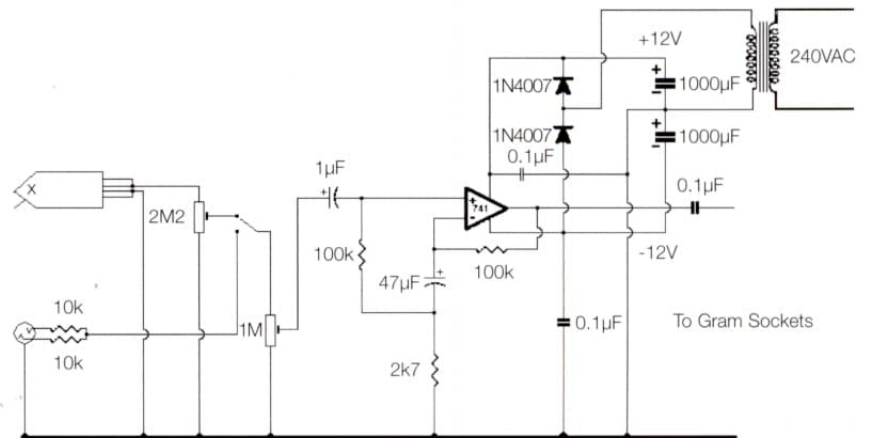 +12V
240VAC
1N4007
1000µF
1N4007
1000µF
0.1µF
1µF
0.1µF
X
741
2M2
100k
100k
47µF
-12V
10k
1M
0.1µF
To Gram Sockets
10k
2k7